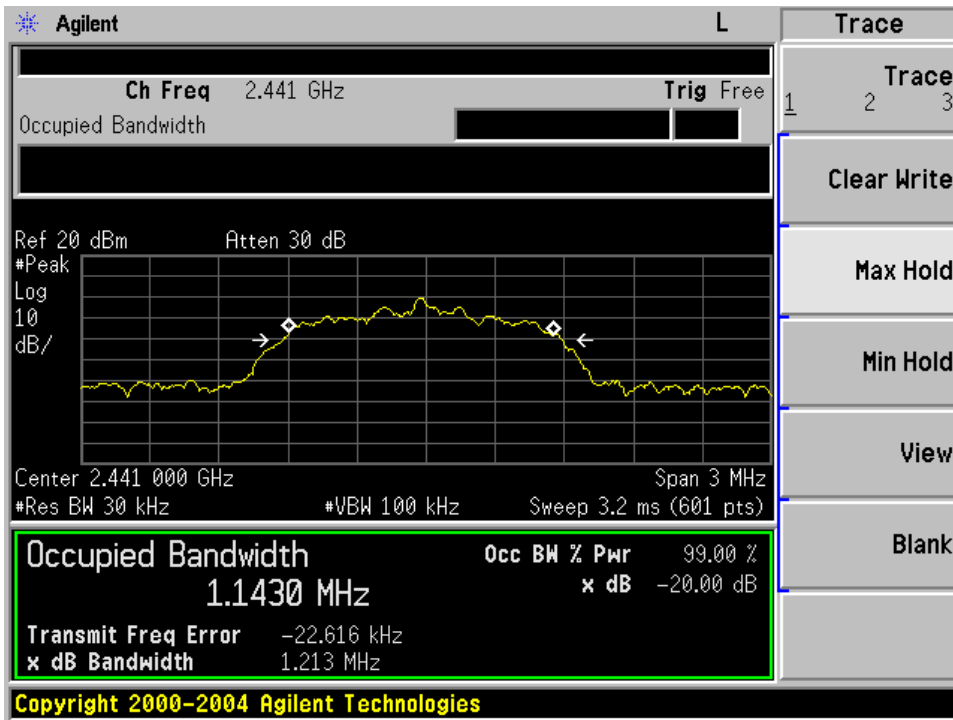 Agilent L Trace
Ch Freq 2.441 GHz Trig Free
Occupied Bandwidth
Trace
1 2 3
Clear Write
Max Hold
Min Hold
View
Blank
Ref 20 dBm Atten 30 dB
#Peak
Log
10
dB/
Center 2.441 000 GHz Span 3 MHz
#Res BW 30 kHz #VBW 100 kHz Sweep 3.2 ms (601 pts)
Occupied Bandwidth Occ BW % Pwr 99.00 %
1.1430 MHz x dB -20.00 dB
Transmit Freq Error -22.616 kHz
x dB Bandwidth 1.213 MHz
Copyright 2000-2004 Agilent Technologies